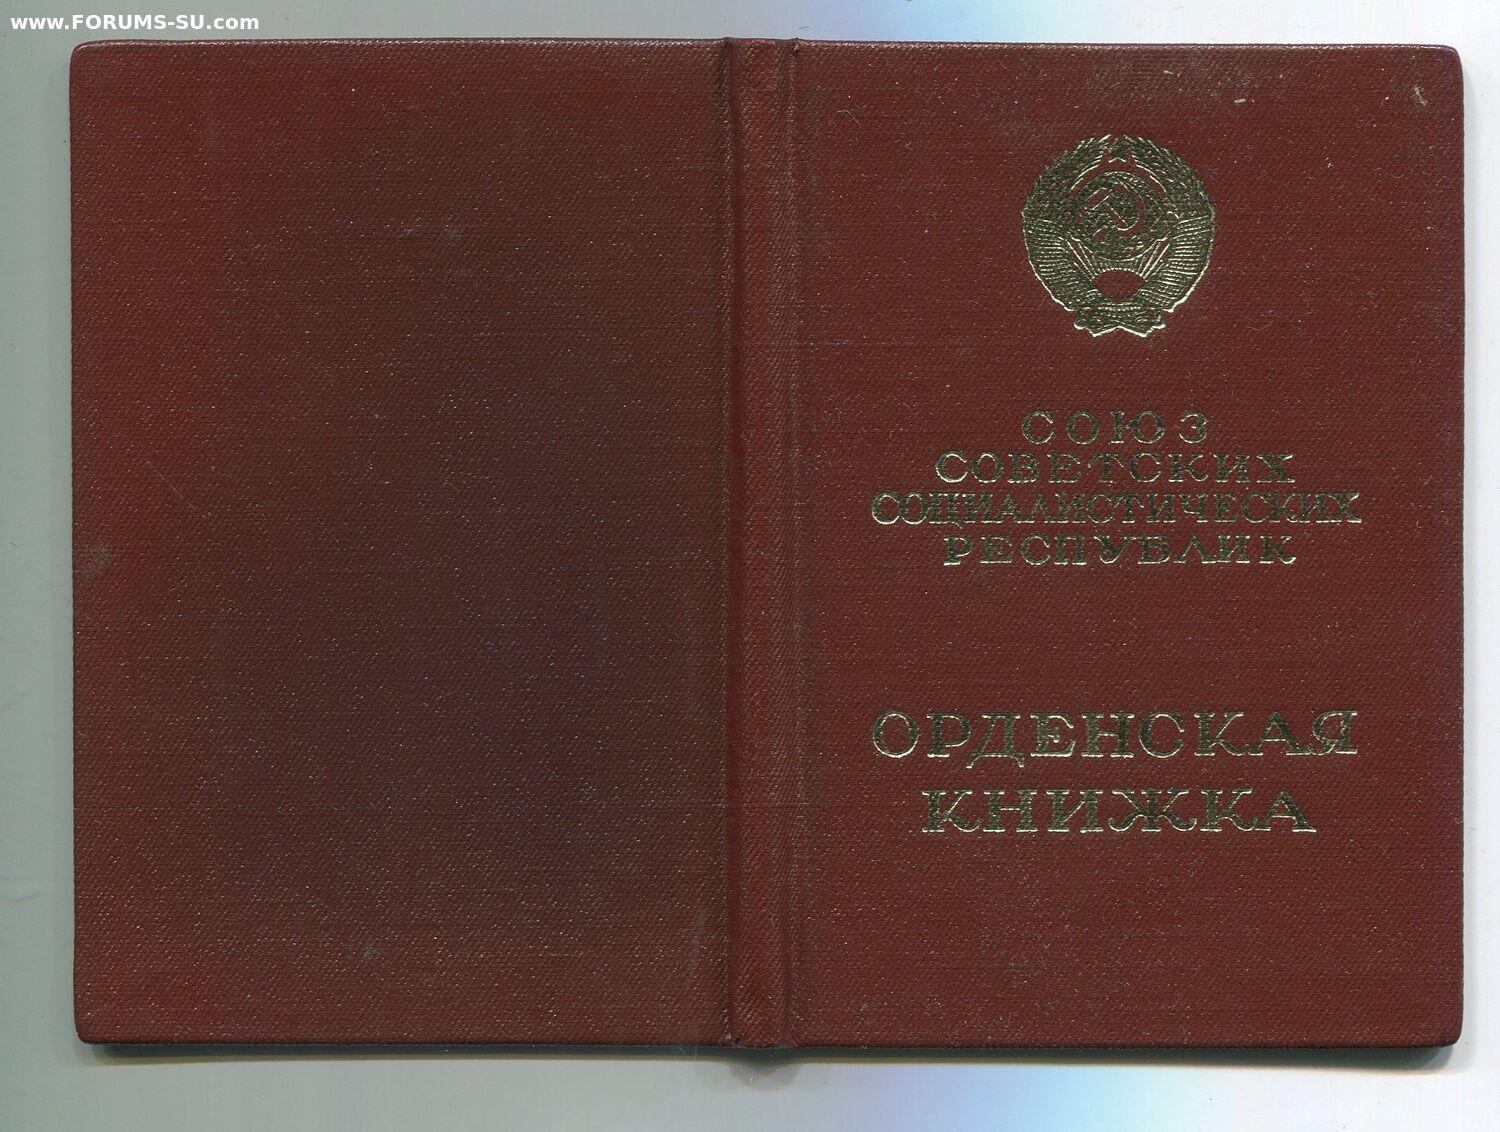 www.FORUMS-SU.com
СОЮЗ
СОВЕТСКИХ
СОЦИАЛИСТИЧЕСКИХ
РЕСПУБЛИК
ОРДЕНСКАЯ
КНИЖКА